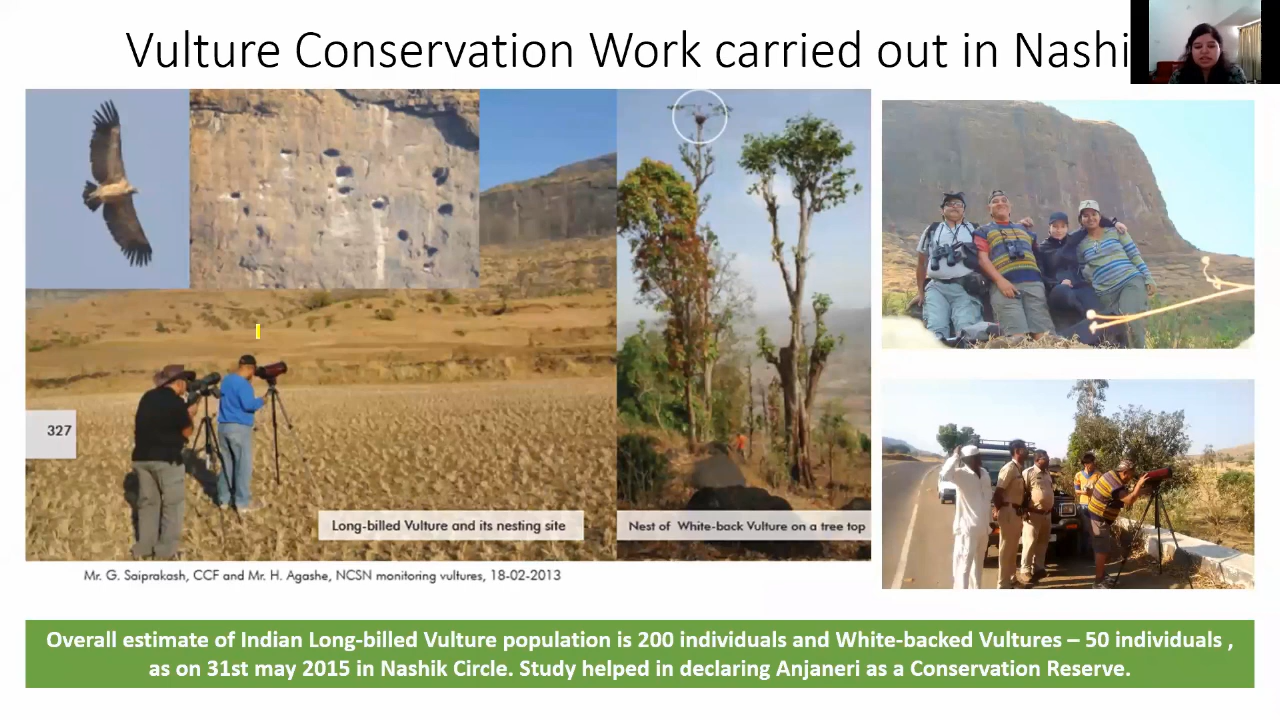 Vulture Conservation Work carried out in Nashi
327
Long-billed Vulture and its nesting site
Nest of White-back Vulture on a tree top
Mr. G. Saiprakash, CCF and Mr. H. Agashe, NCSN monitoring vultures, 18-02-2013
Overall estimate of Indian Long-billed Vulture population is 200 individuals and White-backed Vultures – 50 individuals ,
as on 31st may 2015 in Nashik Circle. Study helped in declaring Anjaneri as a Conservation Reserve.